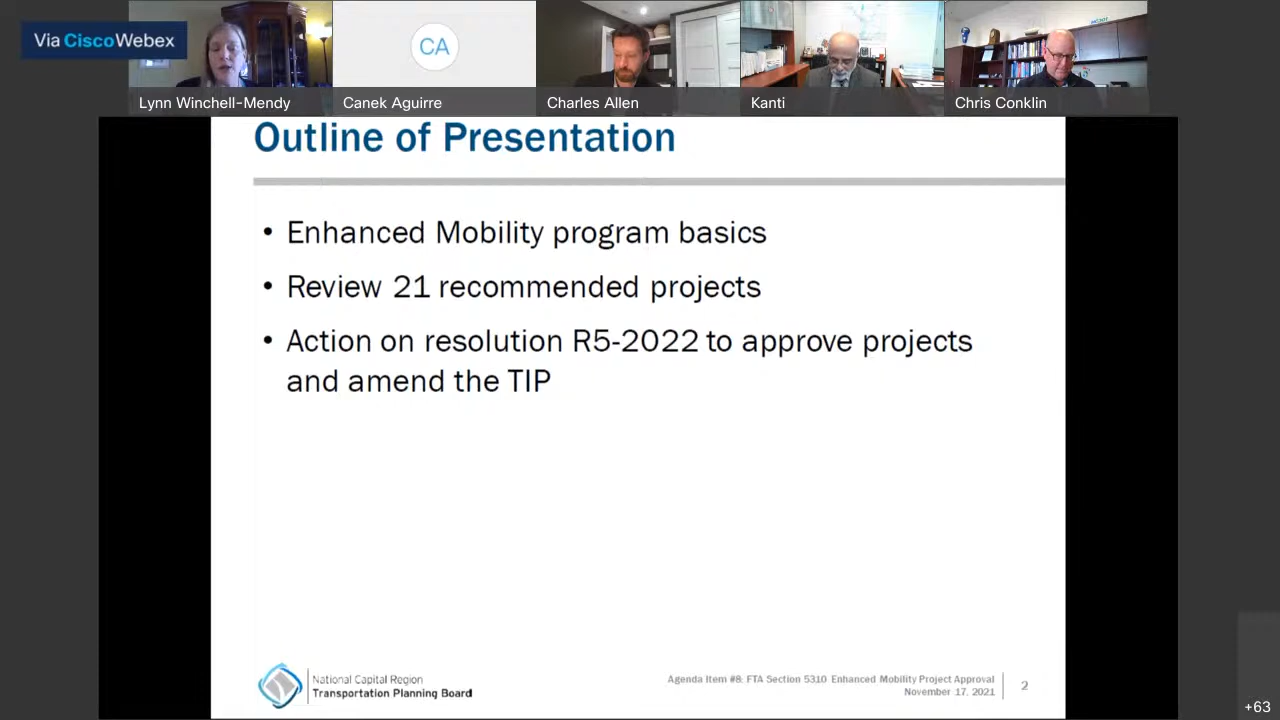 Via CiscoWebex
CA
Lynn Winchell-Mendy
Canek Aguirre
Charles Allen
Kanti
Chris Conklin
Outline of Presentation
• Enhanced Mobility program basics
• Review 21 recommended projects
• Action on resolution R5-2022 to approve projects
and amend the TIP
National Capital Region
Transportation Planning Board
Agenda Item #8: FTA Section 5310 Enhanced Mobility Project Approval
November 17, 2021
2
+63